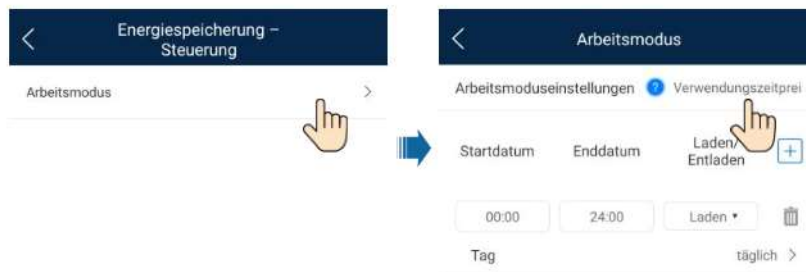 Energiespeicherung –
Steuerung
Arbeitsmodus
Arbeitsmodus
Arbeitsmoduseinstellungen ? Verwendungszeitprei
Startdatum Enddatum Laden/
Entladen +
00:00 24:00 Laden
Tag täglich